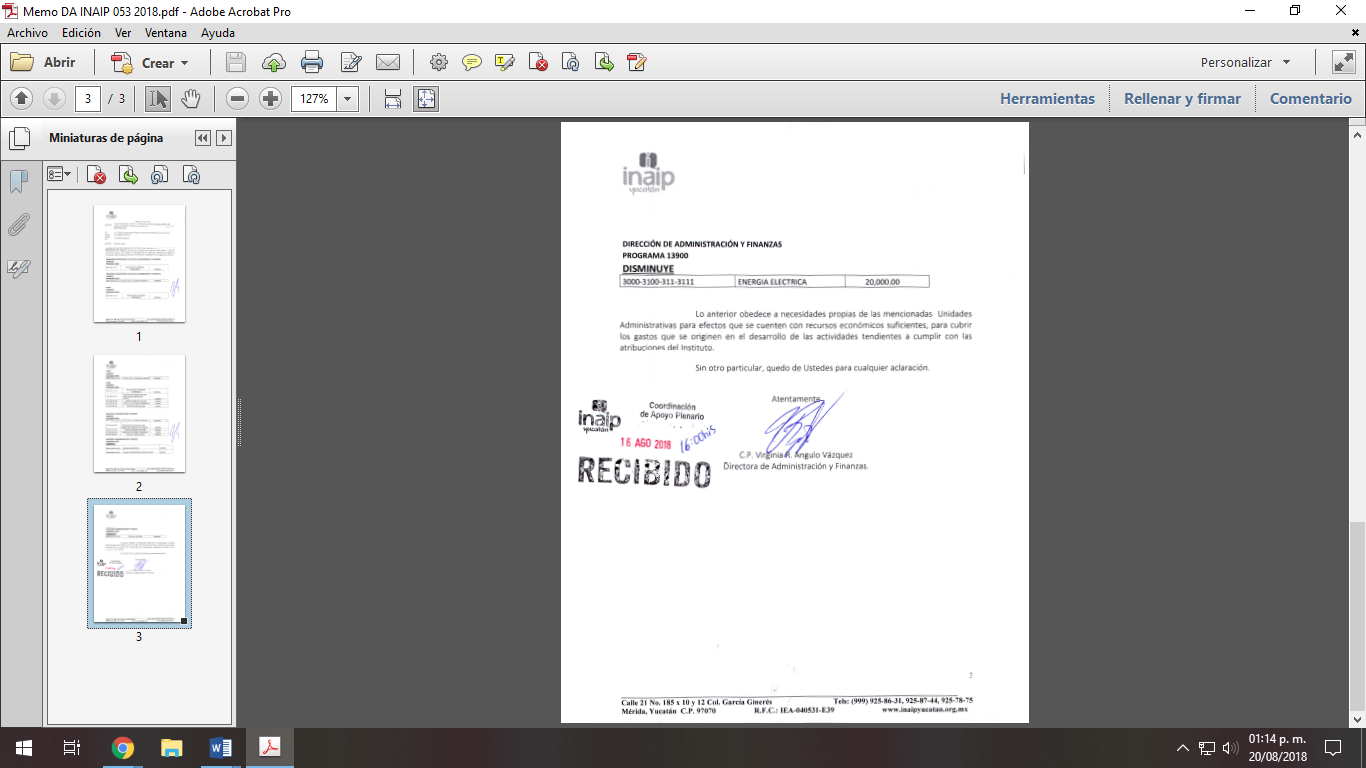 Memo DA INAIP 053 2018.pdf - Adobe Acrobat Pro
Archivo Edición Ver Ventana Ayuda
Abrir Crear Personalizar
3 / 3 127% Herramientas Rellenar y firmar Comentario
Miniaturas de página
1
2
RECIBIDO
3
inaip
yucatán
DIRECCIÓN DE ADMINISTRACIÓN Y FINANZAS
PROGRAMA 13900
DISMINUYE
3000-3100-311-3111 ENERGIA ELECTRICA 20,000.00
Lo anterior obedece a necesidades propias de las mencionadas Unidades
Administrativas para efectos que se cuenten con recursos económicos suficientes, para cubrir
los gastos que se originen en el desarrollo de las actividades tendientes a cumplir con las
atribuciones del Instituto.
Sin otro particular, quedo de Ustedes para cualquier aclaración.
Atentamente
inaip
yucatán
Coordinación
de Apoyo Plenario
16 AGO 2018 16:00hrs
RECIBIDO
C.P. Virginia R. Angulo Vázquez
Directora de Administración y Finanzas.
3
Calle 21 No. 185 x 10 y 12 Col. García Ginerés Tels: (999) 925-86-31, 925-87-44, 925-78-75
Mérida, Yucatán C.P. 97070 R.F.C.: IEA-040531-E39 www.inaipyucatan.org.mx
01:14 p. m.
20/08/2018